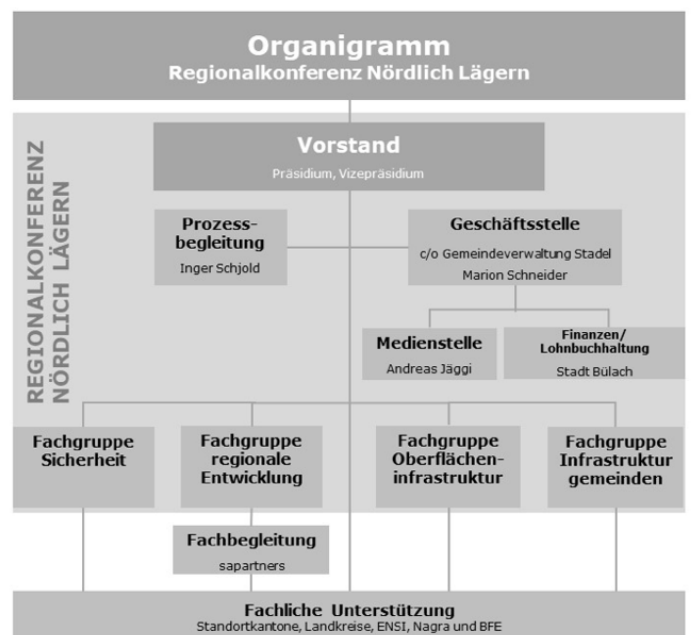 Organigramm
Regionalkonferenz Nördlich Lägern
REGIONALKONFERENZ
NÖRDLICH LÄGERN
Vorstand
Präsidium, Vizepräsidium
Prozess-
begleitung
Inger Schjold
Geschäftsstelle
c/o Gemeindeverwaltung Stadel
Marion Schneider
Medienstelle
Andreas Jäggi
Finanzen/
Lohnbuchhaltung
Stadt Bülach
Fachgruppe
Sicherheit
Fachgruppe
regionale
Entwicklung
Fachgruppe
Oberflächen-
infrastruktur
Fachgruppe
Infrastruktur
gemeinden
Fachbegleitung
sapartners
Fachliche Unterstützung
Standortkantone, Landkreise, ENSI, Nagra und BFE